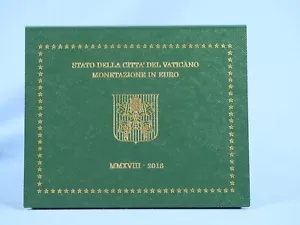 STATO DELLA CITTA' DEL VATICANO
MONETAZIONE IN EURO
MMXVIII - 2018